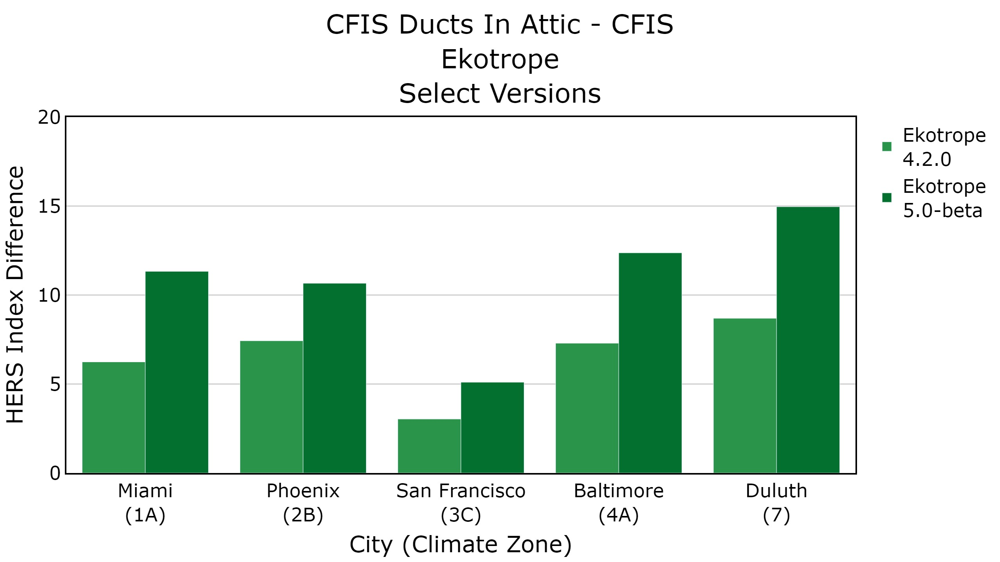 CFIS Ducts In Attic - CFIS
Ekotrope
Select Versions
HERS Index Difference
20
15
10
5
0
Ekotrope
4.2.0
Ekotrope
5.0-beta
Miami
(1A)
Phoenix
(2B)
San Francisco
(3C)
Baltimore
(4A)
Duluth
(7)
City (Climate Zone)